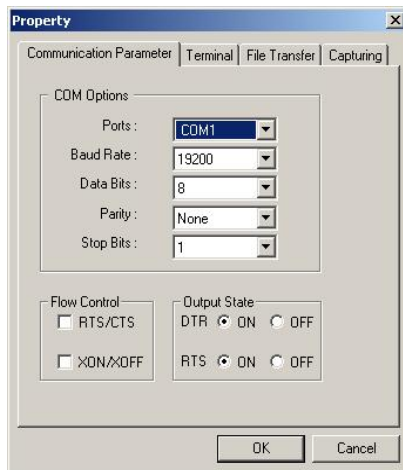 Property
Communication Parameter Terminal File Transfer Capturing
COM Options
Ports : COM1
Baud Rate : 19200
Data Bits : 8
Parity : None
Stop Bits : 1
Flow Control Output State
RTS/CTS DTR ON OFF
XON/XOFF RTS ON OFF
OK Cancel